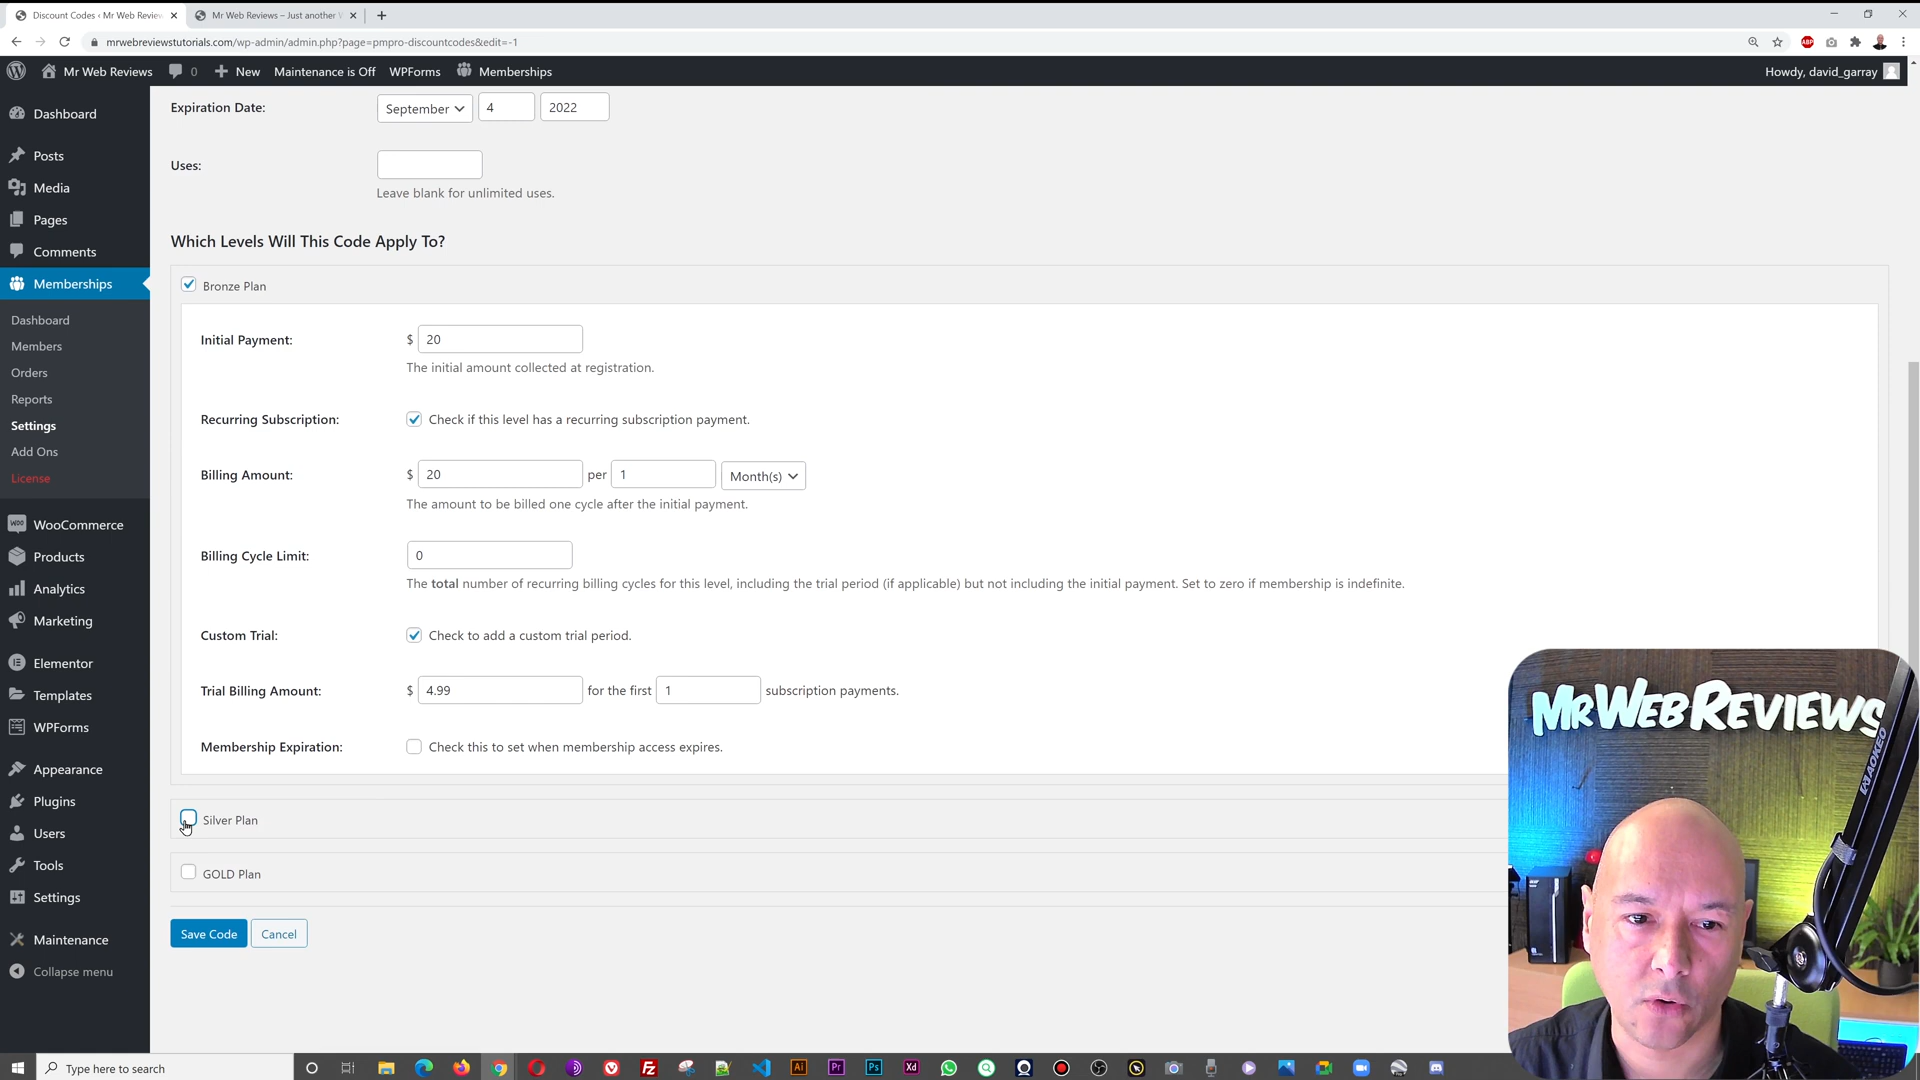 Discount Codes ‹ Mr Web Review
Mr Web Reviews – Just another W
mrwebreviewstutorials.com/wp-admin/admin.php?page=pmpro-discountcodes&edit=-1
ABP
Mr Web Reviews
0
New
Maintenance is Off
WPForms
Memberships
Howdy, david_garray
Dashboard
Posts
Media
Pages
Comments
Memberships
Dashboard
Members
Orders
Reports
Settings
Add Ons
License
WooCommerce
Products
Analytics
Marketing
Elementor
Templates
WPForms
Appearance
Plugins
Users
Tools
Settings
Maintenance
Collapse menu
Expiration Date:
September
4
2022
Uses:
Leave blank for unlimited uses.
Which Levels Will This Code Apply To?
Bronze Plan
Initial Payment:
$ 20
The initial amount collected at registration.
Recurring Subscription:
Check if this level has a recurring subscription payment.
Billing Amount:
$ 20 per 1 Month(s)
The amount to be billed one cycle after the initial payment.
Billing Cycle Limit:
0
The total number of recurring billing cycles for this level, including the trial period (if applicable) but not including the initial payment. Set to zero if membership is indefinite.
Custom Trial:
Check to add a custom trial period.
Trial Billing Amount:
$ 4.99 for the first 1 subscription payments.
Membership Expiration:
Check this to set when membership access expires.
Silver Plan
GOLD Plan
Save Code
Cancel
MRWEBREVIEWS
MAOKEO
Type here to search
Fz
Ai
Pr
Ps
Xd